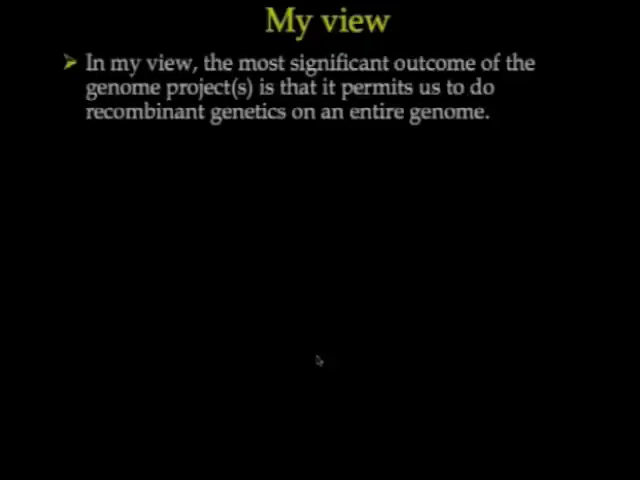 My view
In my view, the most significant outcome of the
genome project(s) is that it permits us to do
recombinant genetics on an entire genome.